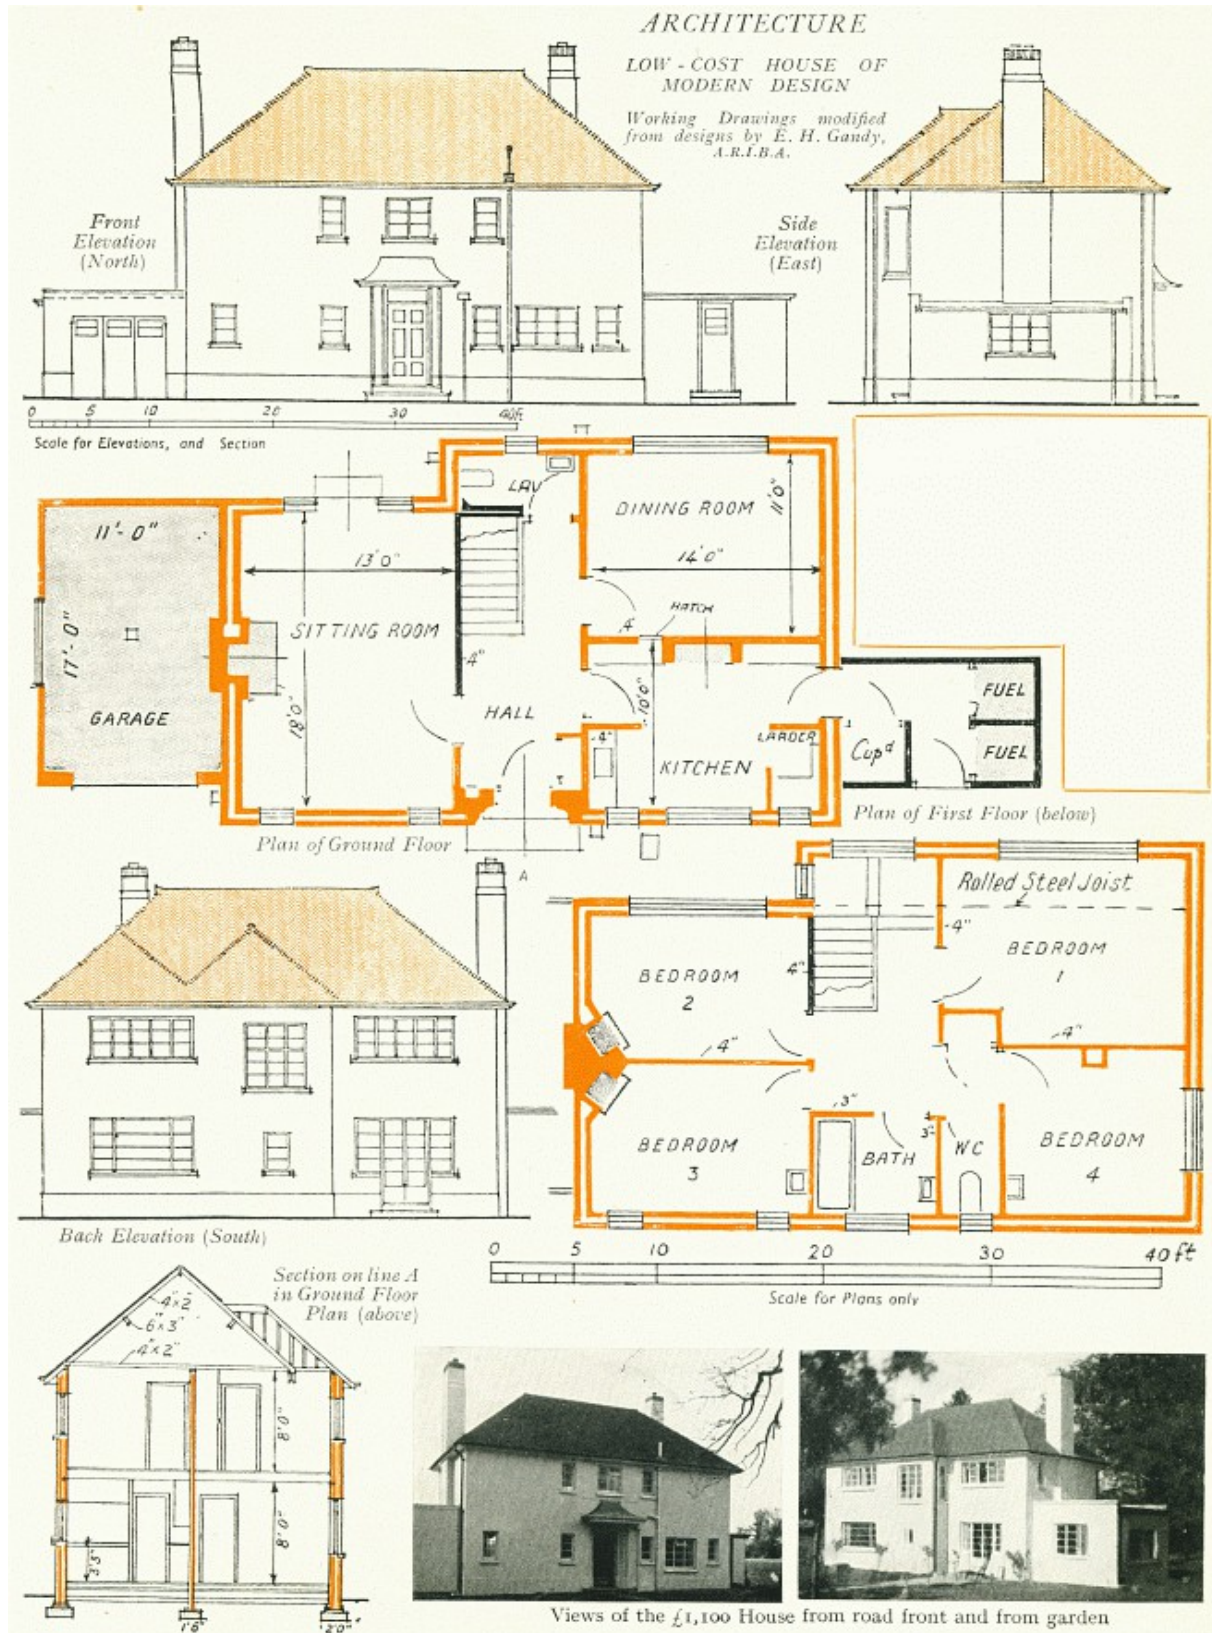 ARCHITECTURE
LOW - COST HOUSE OF
MODERN DESIGN
Working Drawings modified
from designs by E. H. Gandy,
A.R.I.B.A.
Front
Elevation
(North)
Side
Elevation
(East)
0 5 10 20 30 40ft
Scale for Elevations, and Section
LAV
DINING ROOM
11'0"
14'0"
11'-0"
13'0"
HATCH
4"
SITTING ROOM
17'-0"
4"
18'0"
10'0"
GARAGE
HALL
FUEL
4"
LARDER
Cupd
FUEL
KITCHEN
Plan of Ground Floor
Plan of First Floor (below)
A
Rolled Steel Joist
4"
BEDROOM
1
BEDROOM
2
4"
4"
4"
3"
3"
BEDROOM
3
BATH
WC
BEDROOM
4
Back Elevation (South)
0 5 10 20 30 40 ft
Scale for Plans only
Section on line A
in Ground Floor
Plan (above)
4"x2"
6"x3"
4"x2"
8'0"
8'0"
3'3"
1'6"
2'0"
Views of the £1,100 House from road front and from garden